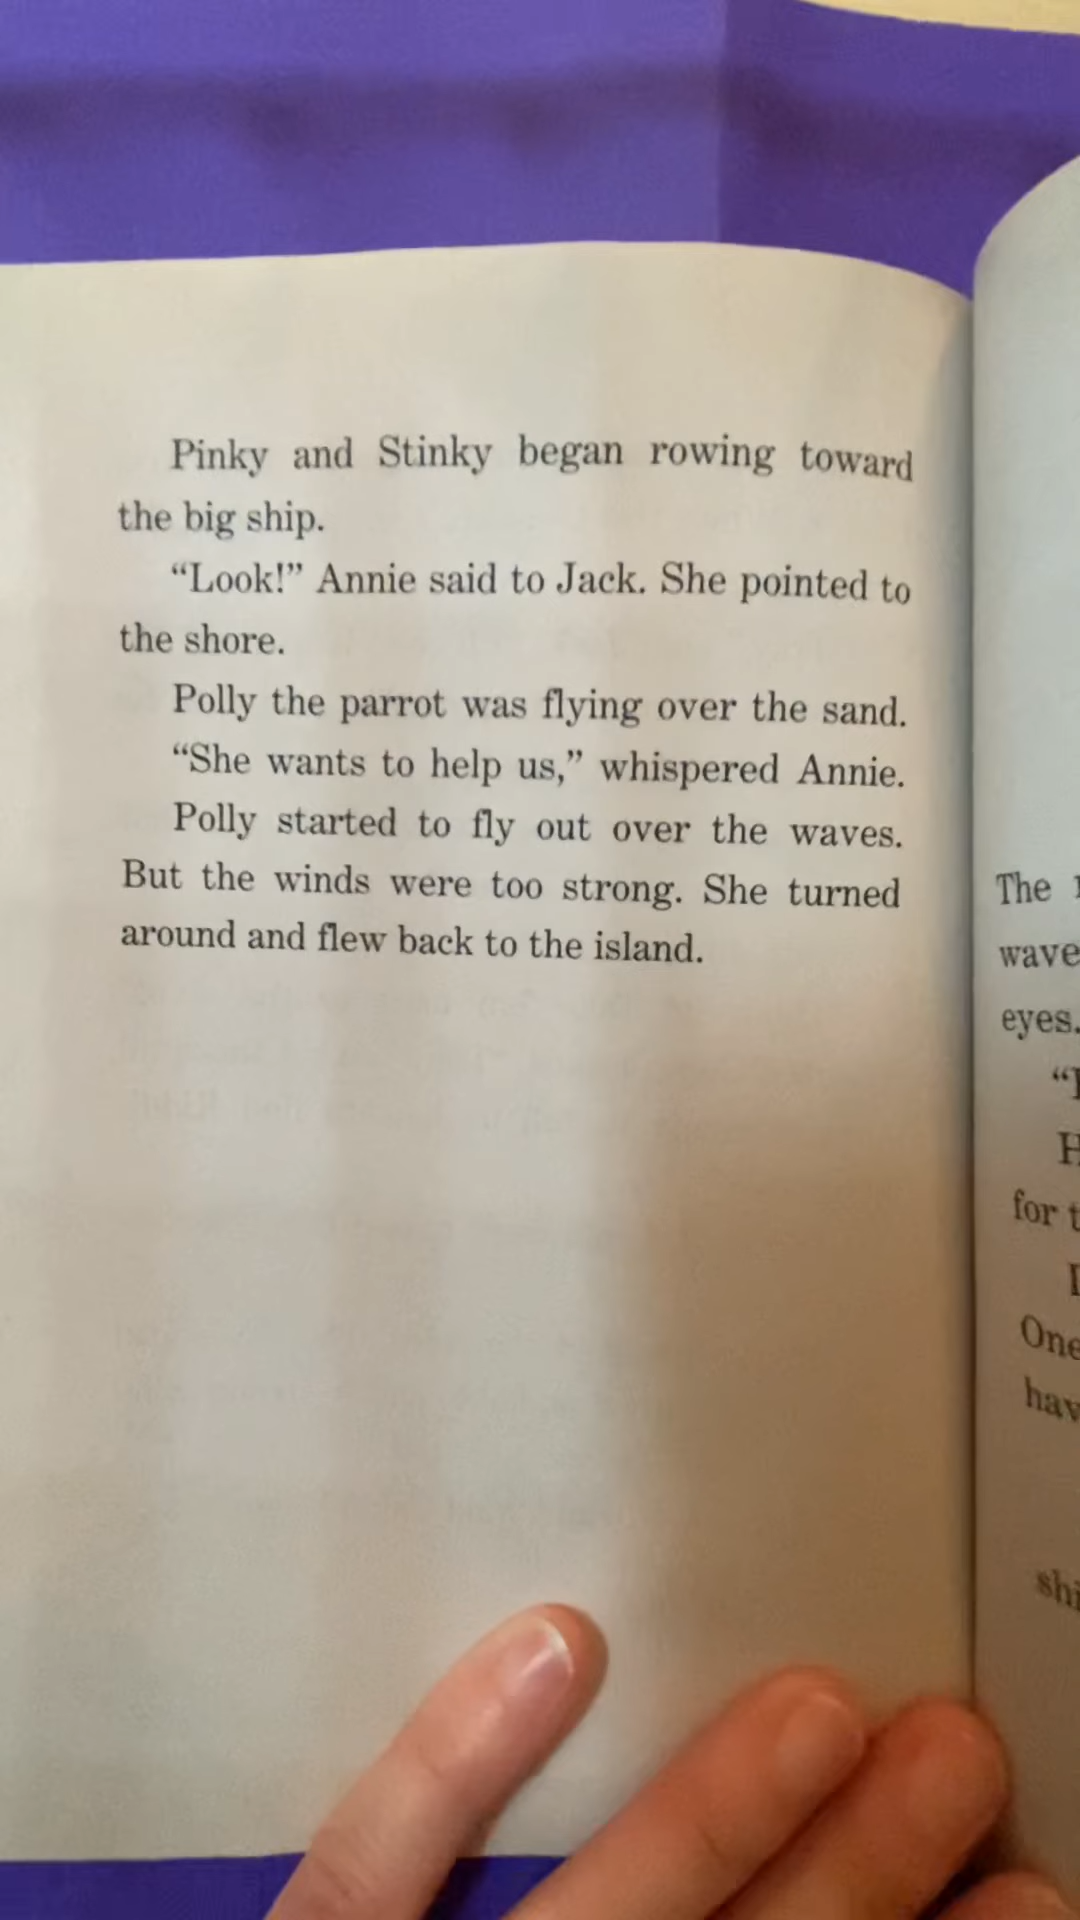 Pinky and Stinky began rowing toward
the big ship.
“Look!” Annie said to Jack. She pointed to
the shore.
Polly the parrot was flying over the sand.
“She wants to help us,” whispered Annie.
Polly started to fly out over the waves.
But the winds were too strong. She turned
around and flew back to the island.
The
eyes.
for
One